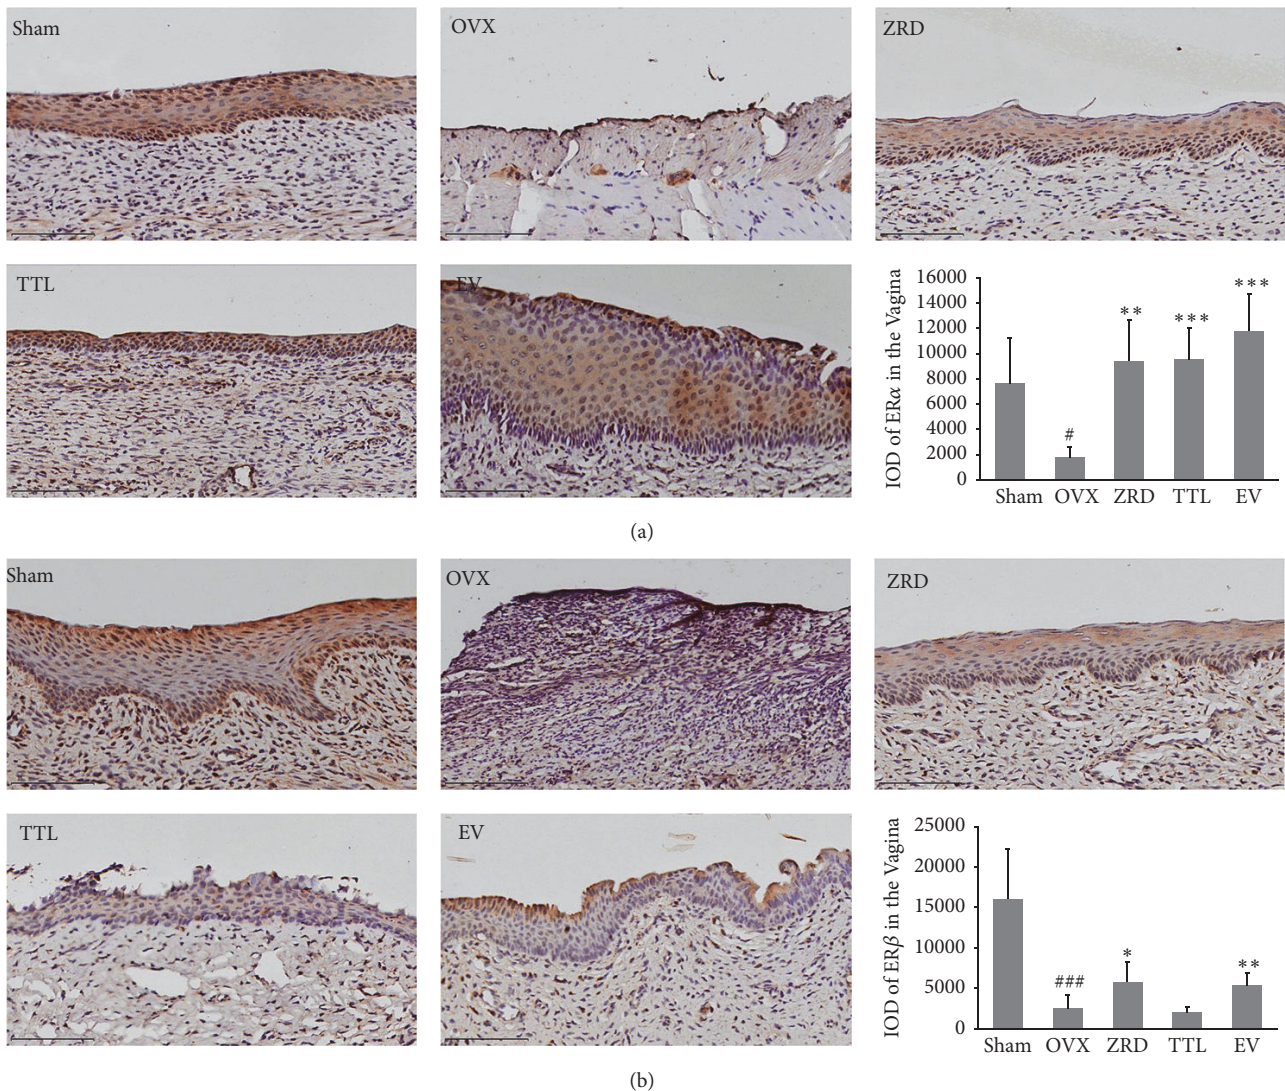 Sham
OVX
ZRD
TTL
EV
IOD of ERα in the Vagina
16000
14000
12000
10000
8000
6000
4000
2000
0
#
**
***
***
Sham OVX ZRD TTL EV
(a)
Sham
OVX
ZRD
TTL
EV
IOD of ERβ in the Vagina
25000
20000
15000
10000
5000
0
###
*
**
Sham OVX ZRD TTL EV
(b)